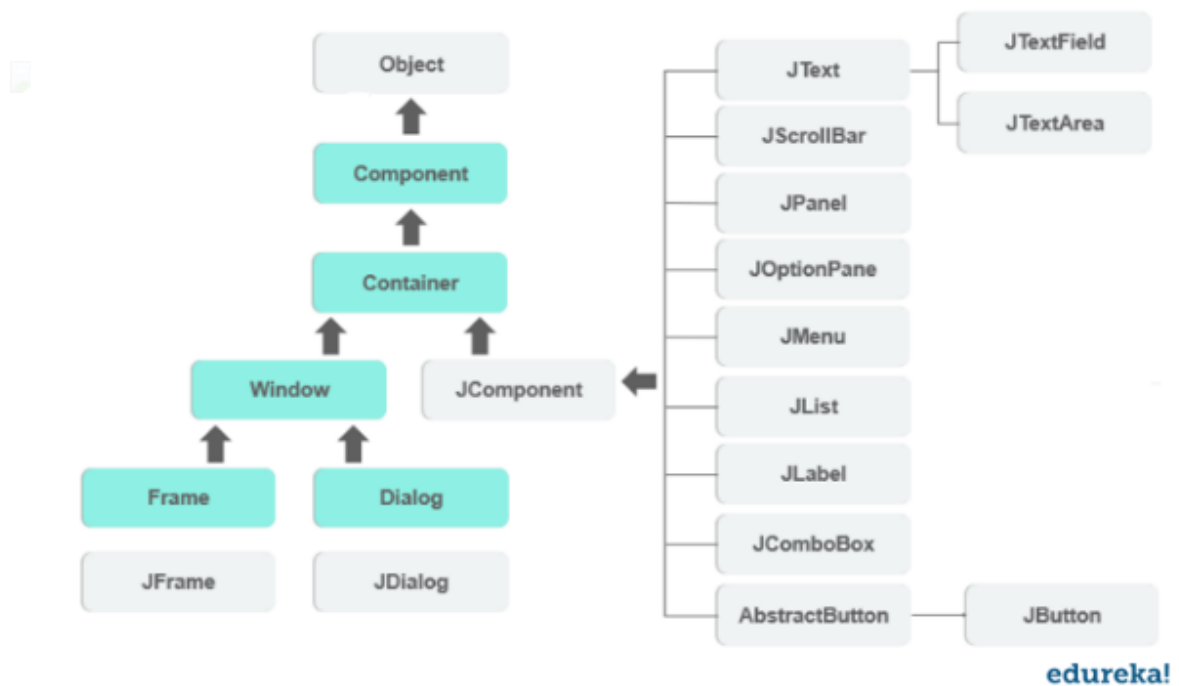 Object
Component
Container
Window
JComponent
Frame
Dialog
JFrame
JDialog
JText
JTextField
JTextArea
JScrollBar
JPanel
JOptionPane
JMenu
JList
JLabel
JComboBox
AbstractButton
JButton
edureka!